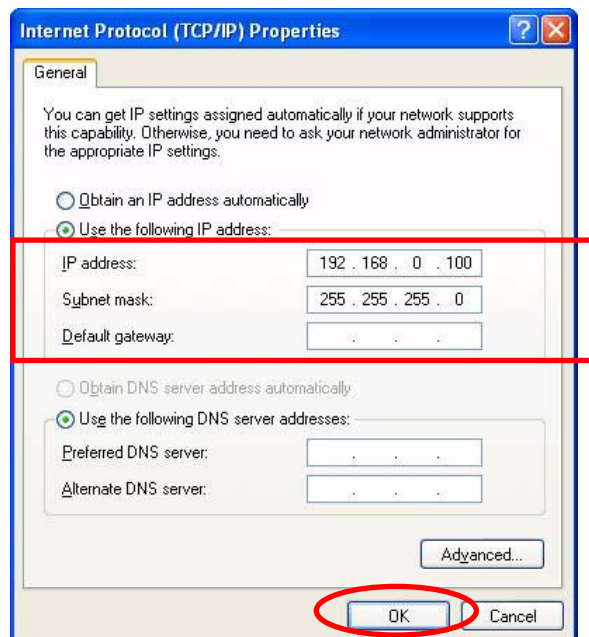 Internet Protocol (TCP/IP) Properties
General
You can get IP settings assigned automatically if your network supports
this capability. Otherwise, you need to ask your network administrator for
the appropriate IP settings.
Obtain an IP address automatically
Use the following IP address:
IP address: 192 . 168 . 0 . 100
Subnet mask: 255 . 255 . 255 . 0
Default gateway: . . .
Obtain DNS server address automatically
Use the following DNS server addresses:
Preferred DNS server: . . .
Alternate DNS server: . . .
Advanced...
OK Cancel